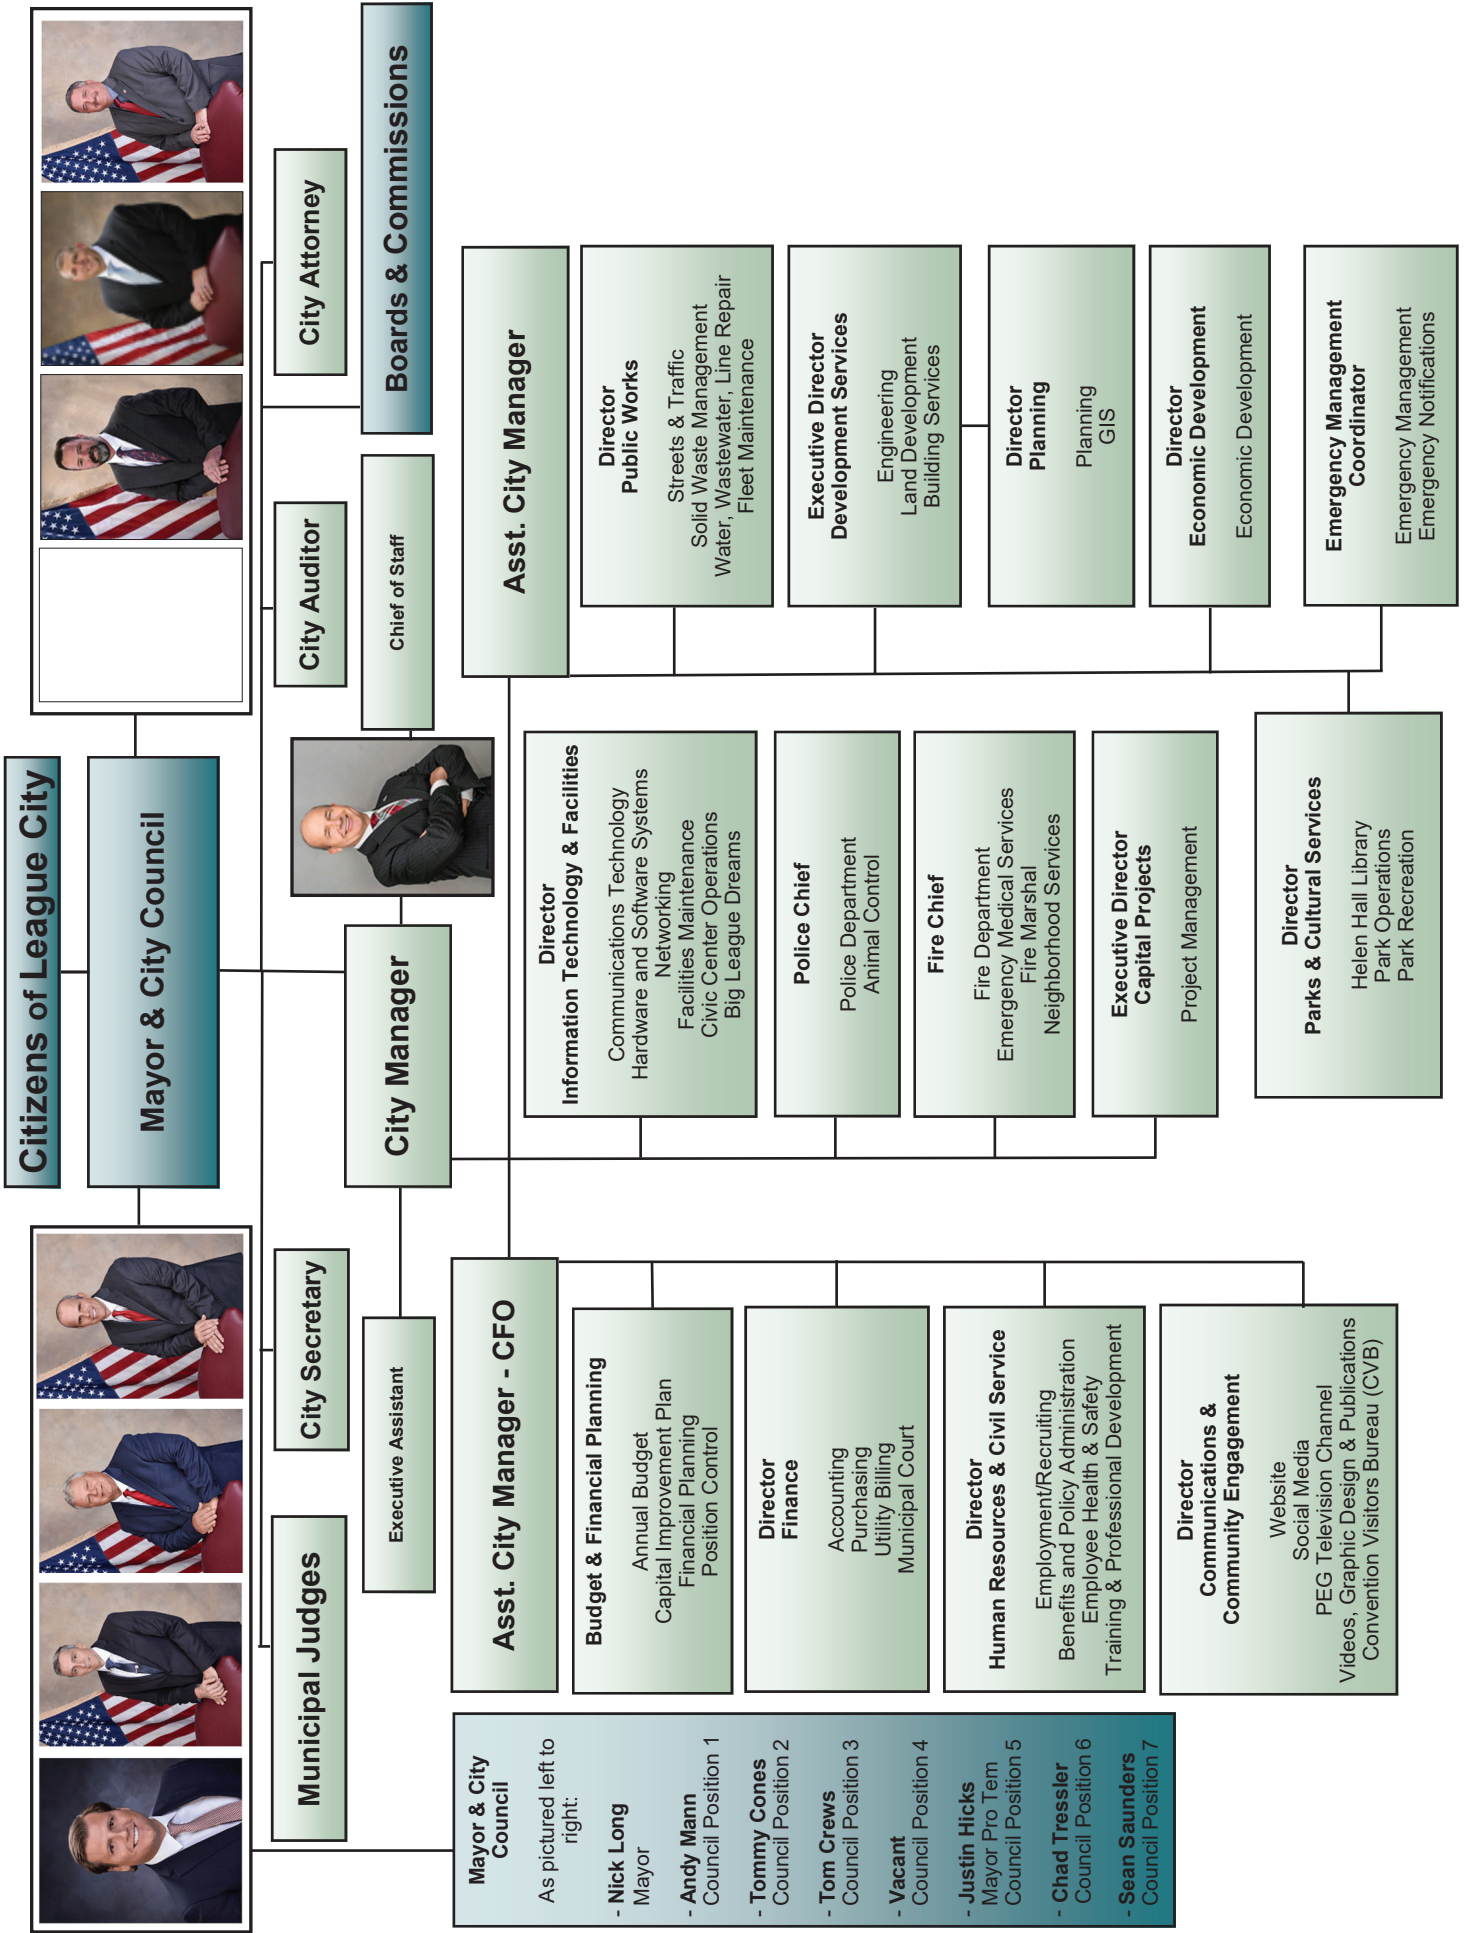 Citizens of League City
Mayor & City Council
Municipal Judges
City Secretary
City Auditor
City Attorney
Boards & Commissions
Executive Assistant
City Manager
Chief of Staff
Mayor & City
Council
As pictured left to
right:
- Nick Long
Mayor
- Andy Mann
Council Position 1
- Tommy Cones
Council Position 2
- Tom Crews
Council Position 3
- Vacant
Council Position 4
- Justin Hicks
Mayor Pro Tem
Council Position 5
- Chad Tressler
Council Position 6
- Sean Saunders
Council Position 7
Asst. City Manager - CFO
Budget & Financial Planning
Annual Budget
Capital Improvement Plan
Financial Planning
Position Control
Director
Finance
Accounting
Purchasing
Utility Billing
Municipal Court
Director
Human Resources & Civil Service
Employment/Recruiting
Benefits and Policy Administration
Employee Health & Safety
Training & Professional Development
Director
Communications &
Community Engagement
Website
Social Media
PEG Television Channel
Videos, Graphic Design & Publications
Convention Visitors Bureau (CVB)
Director
Information Technology & Facilities
Communications Technology
Hardware and Software Systems
Networking
Facilities Maintenance
Civic Center Operations
Big League Dreams
Police Chief
Police Department
Animal Control
Fire Chief
Fire Department
Emergency Medical Services
Fire Marshal
Neighborhood Services
Executive Director
Capital Projects
Project Management
Director
Parks & Cultural Services
Helen Hall Library
Park Operations
Park Recreation
Asst. City Manager
Director
Public Works
Streets & Traffic
Solid Waste Management
Water, Wastewater, Line Repair
Fleet Maintenance
Executive Director
Development Services
Engineering
Land Development
Building Services
Director
Planning
Planning
GIS
Director
Economic Development
Economic Development
Emergency Management
Coordinator
Emergency Management
Emergency Notifications